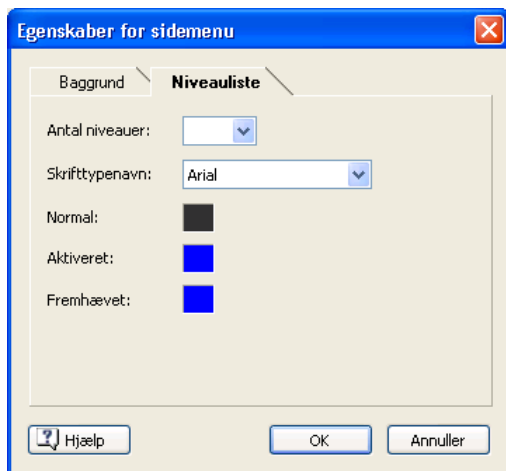 Egenskaber for sidemenu
Baggrund
Niveauliste
Antal niveauer:
Skrifttypenavn: Arial
Normal:
Aktiveret:
Fremhævet:
Hjælp OK Annuller